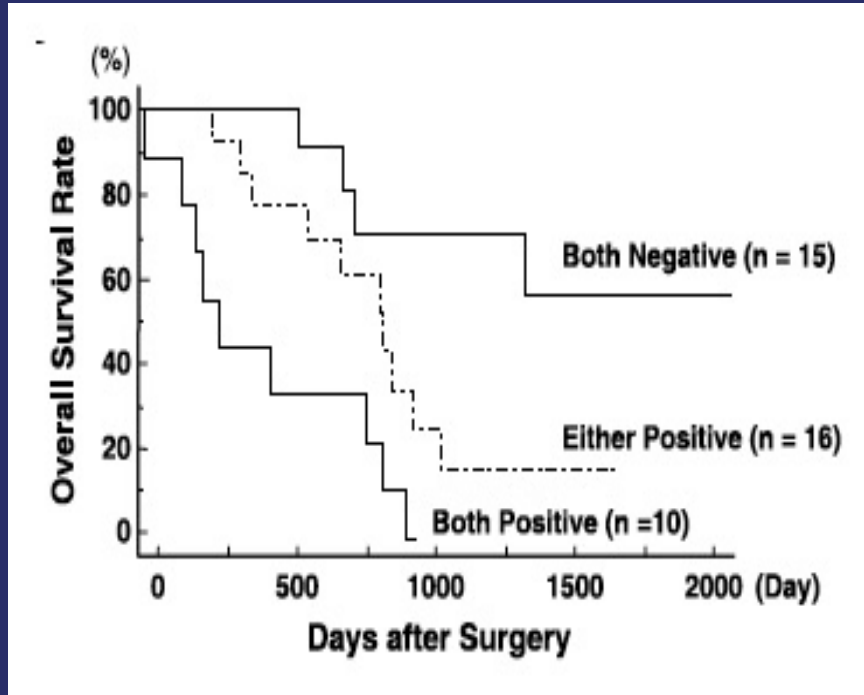 (%)
100
80
60
40
20
0
Overall Survival Rate
Both Negative (n = 15)
Either Positive (n = 16)
Both Positive (n =10)
0 500 1000 1500 2000 (Day)
Days after Surgery